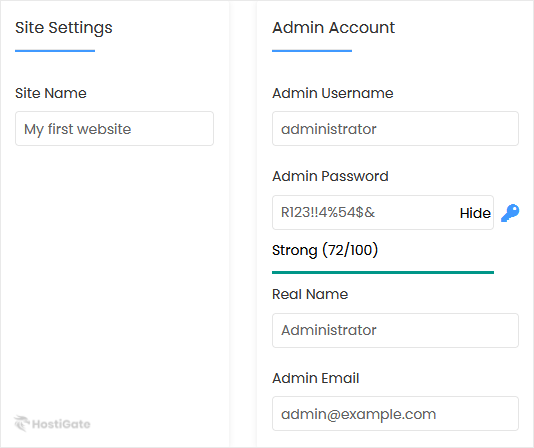 Site Settings
Site Name
My first website
HostiGate
Admin Account
Admin Username
administrator
Admin Password
R123!!4%54$&
Hide
Strong (72/100)
Real Name
Administrator
Admin Email
admin@example.com